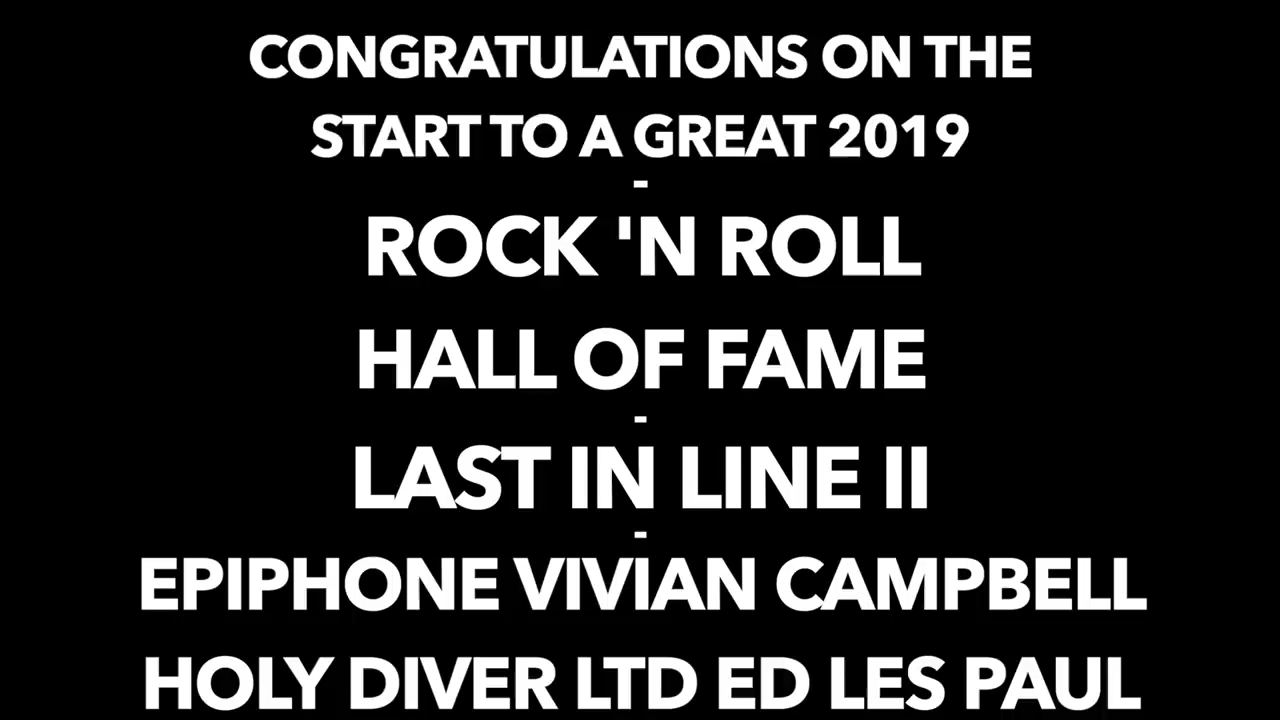 CONGRATULATIONS ON THE
START TO A GREAT 2019
-
ROCK 'N ROLL
HALL OF FAME
-
LAST IN LINE II
-
EPIPHONE VIVIAN CAMPBELL
HOLY DIVER LTD ED LES PAUL